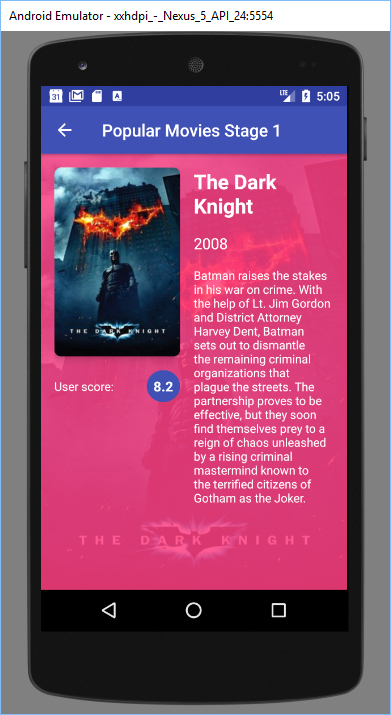 Android Emulator - xxhdpi_-_Nexus_5_API_24:5554
31 M A LTE 5:05
Popular Movies Stage 1
The Dark
Knight
2008
Batman raises the stakes
in his war on crime. With
the help of Lt. Jim Gordon
and District Attorney
Harvey Dent, Batman
sets out to dismantle
the remaining criminal
organizations that
plague the streets. The
partnership proves to be
effective, but they soon
find themselves prey to a
reign of chaos unleashed
by a rising criminal
mastermind known to
the terrified citizens of
Gotham as the Joker.
THE DARK KNIGHT
User score: 8.2
THE DARK KNIGHT